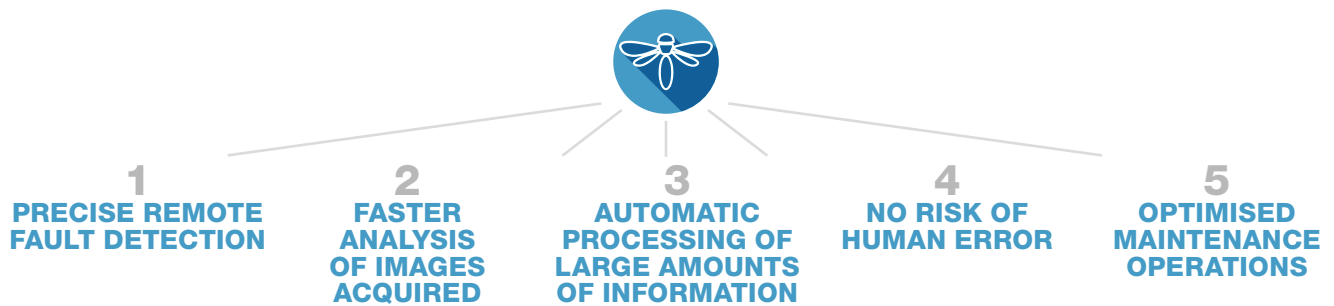 1
PRECISE REMOTE
FAULT DETECTION
2
FASTER
ANALYSIS
OF IMAGES
ACQUIRED
3
AUTOMATIC
PROCESSING OF
LARGE AMOUNTS
OF INFORMATION
4
NO RISK OF
HUMAN ERROR
5
OPTIMISED
MAINTENANCE
OPERATIONS